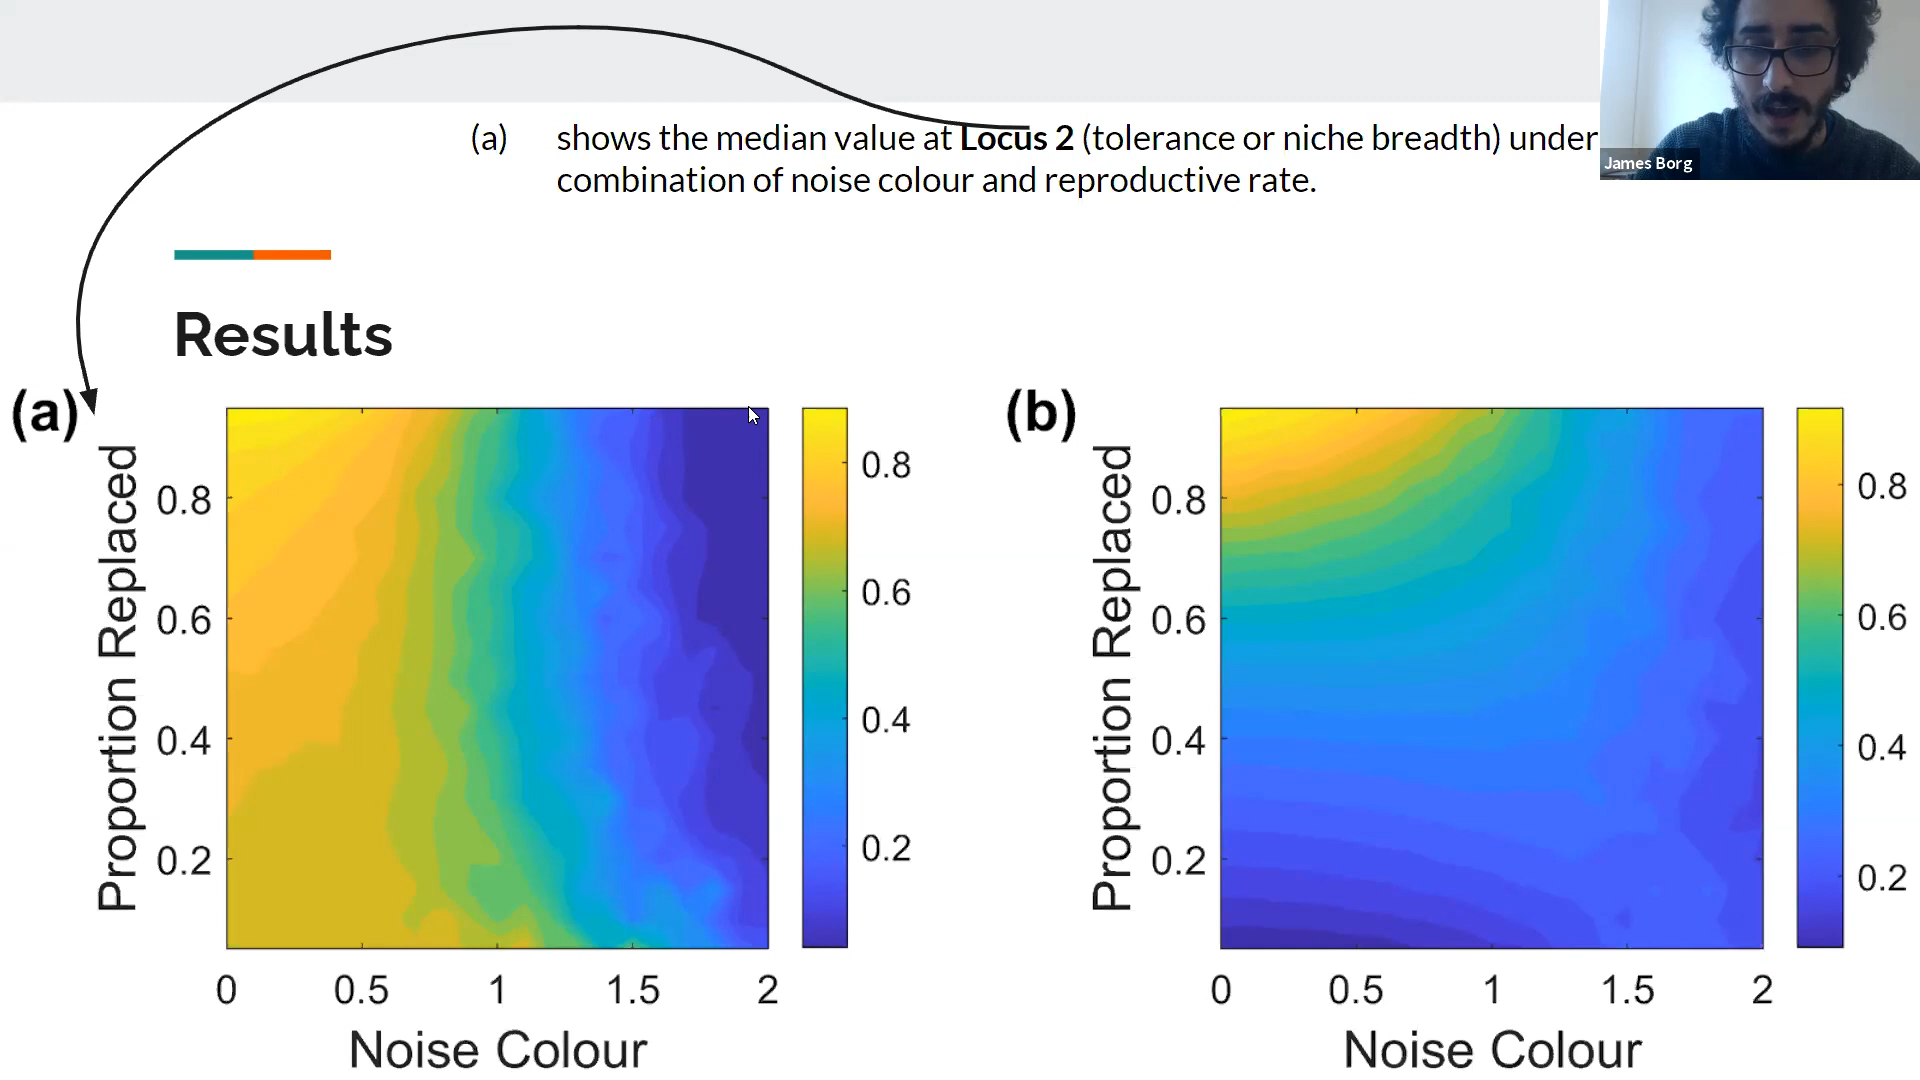 (a) shows the median value at Locus 2 (tolerance or niche breadth) under
combination of noise colour and reproductive rate.
James Borg
Results
(a)
Proportion Replaced
0.8
0.6
0.4
0.2
0 0.5 1 1.5 2
Noise Colour
0.8
0.6
0.4
0.2
(b)
Proportion Replaced
0.8
0.6
0.4
0.2
0 0.5 1 1.5 2
Noise Colour
0.8
0.6
0.4
0.2